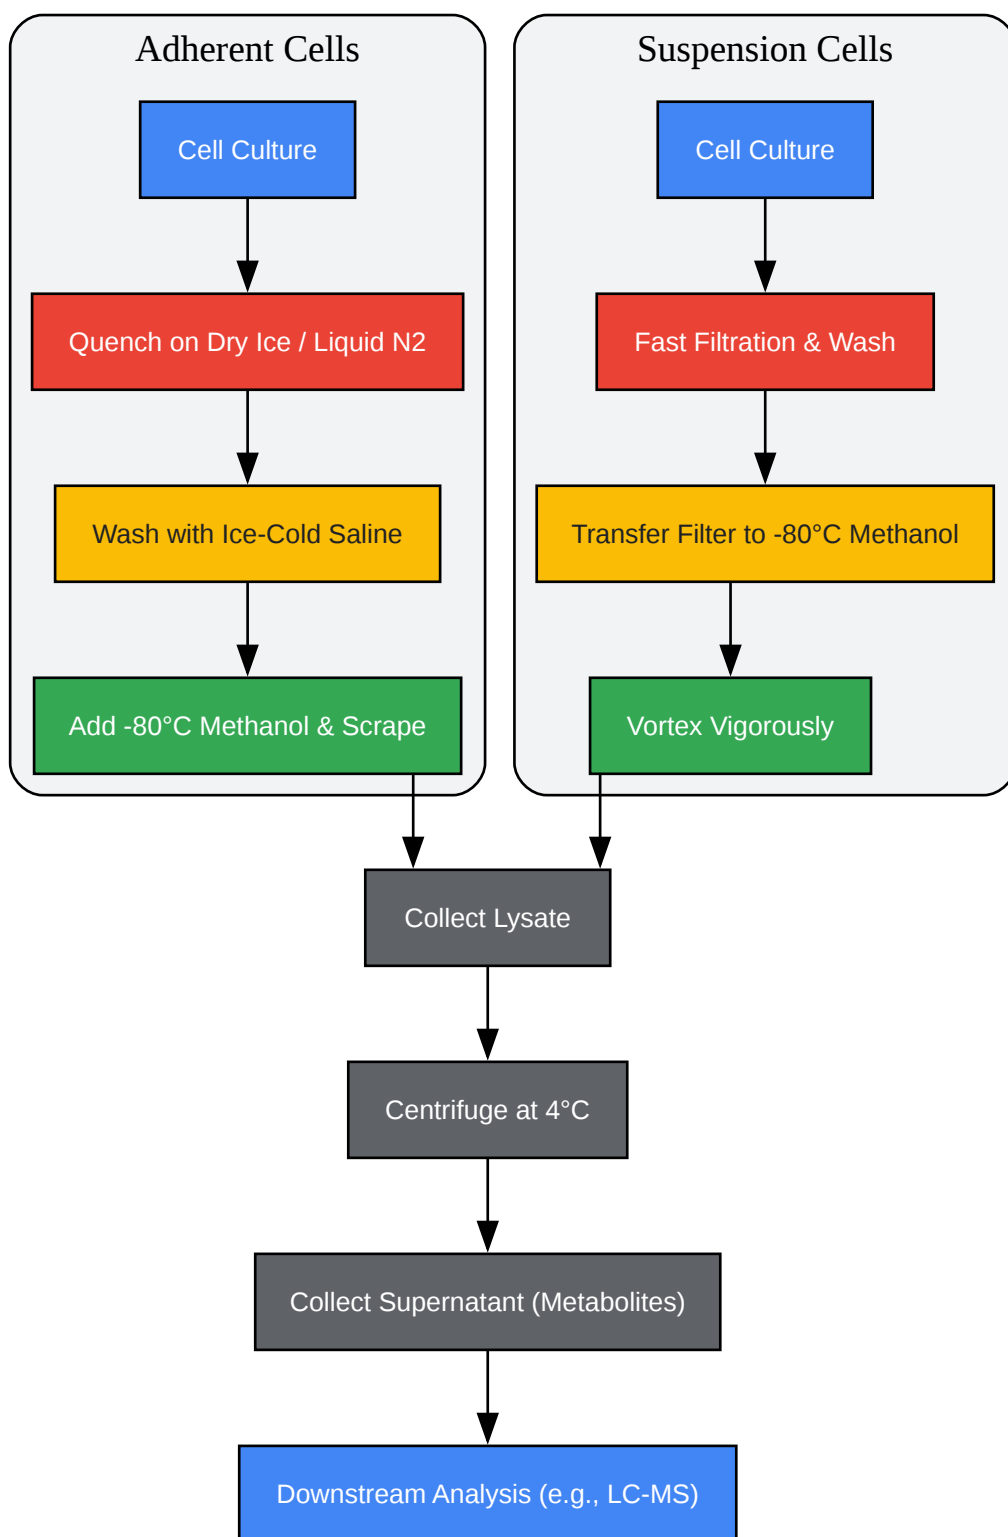 Adherent Cells
Cell Culture
Quench on Dry Ice / Liquid N2
Wash with Ice-Cold Saline
Add -80°C Methanol & Scrape
Suspension Cells
Cell Culture
Fast Filtration & Wash
Transfer Filter to -80°C Methanol
Vortex Vigorously
Collect Lysate
Centrifuge at 4°C
Collect Supernatant (Metabolites)
Downstream Analysis (e.g., LC-MS)